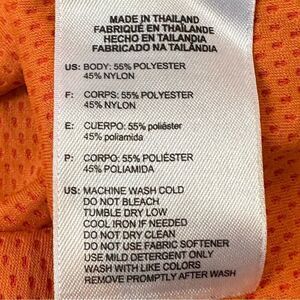 MADE IN THAILAND
FABRIQUÉ EN THAÏLANDE
HECHO EN TAILANDIA
FABRICADO NA TAILÂNDIA
US: BODY: 55% POLYESTER
45% NYLON
F: CORPS: 55% POLYESTER
45% NYLON
E: CUERPO: 55% poliéster
45% poliamida
P: CORPO: 55% POLIÉSTER
45% POLIAMIDA
US: MACHINE WASH COLD
DO NOT BLEACH
TUMBLE DRY LOW
COOL IRON IF NEEDED
DO NOT DRY CLEAN
DO NOT USE FABRIC SOFTENER
USE MILD DETERGENT ONLY
WASH WITH LIKE COLORS
REMOVE PROMPTLY AFTER WASH